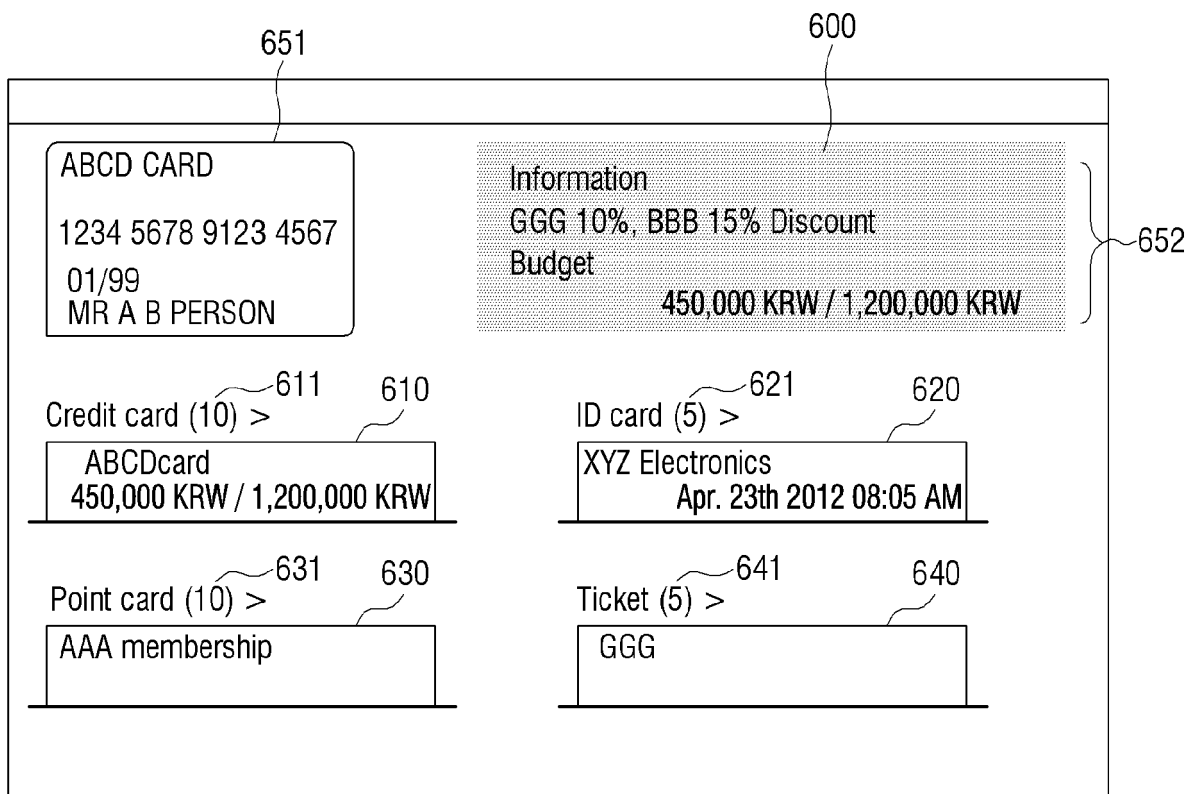 651
600
ABCD CARD
1234 5678 9123 4567
01/99
MR A B PERSON
Information
GGG 10%, BBB 15% Discount
Budget
450,000 KRW / 1,200,000 KRW
652
611
610
Credit card (10) >
ABCDcard
450,000 KRW / 1,200,000 KRW
621
620
ID card (5) >
XYZ Electronics
Apr. 23th 2012 08:05 AM
631
630
Point card (10) >
AAA membership
641
640
Ticket (5) >
GGG